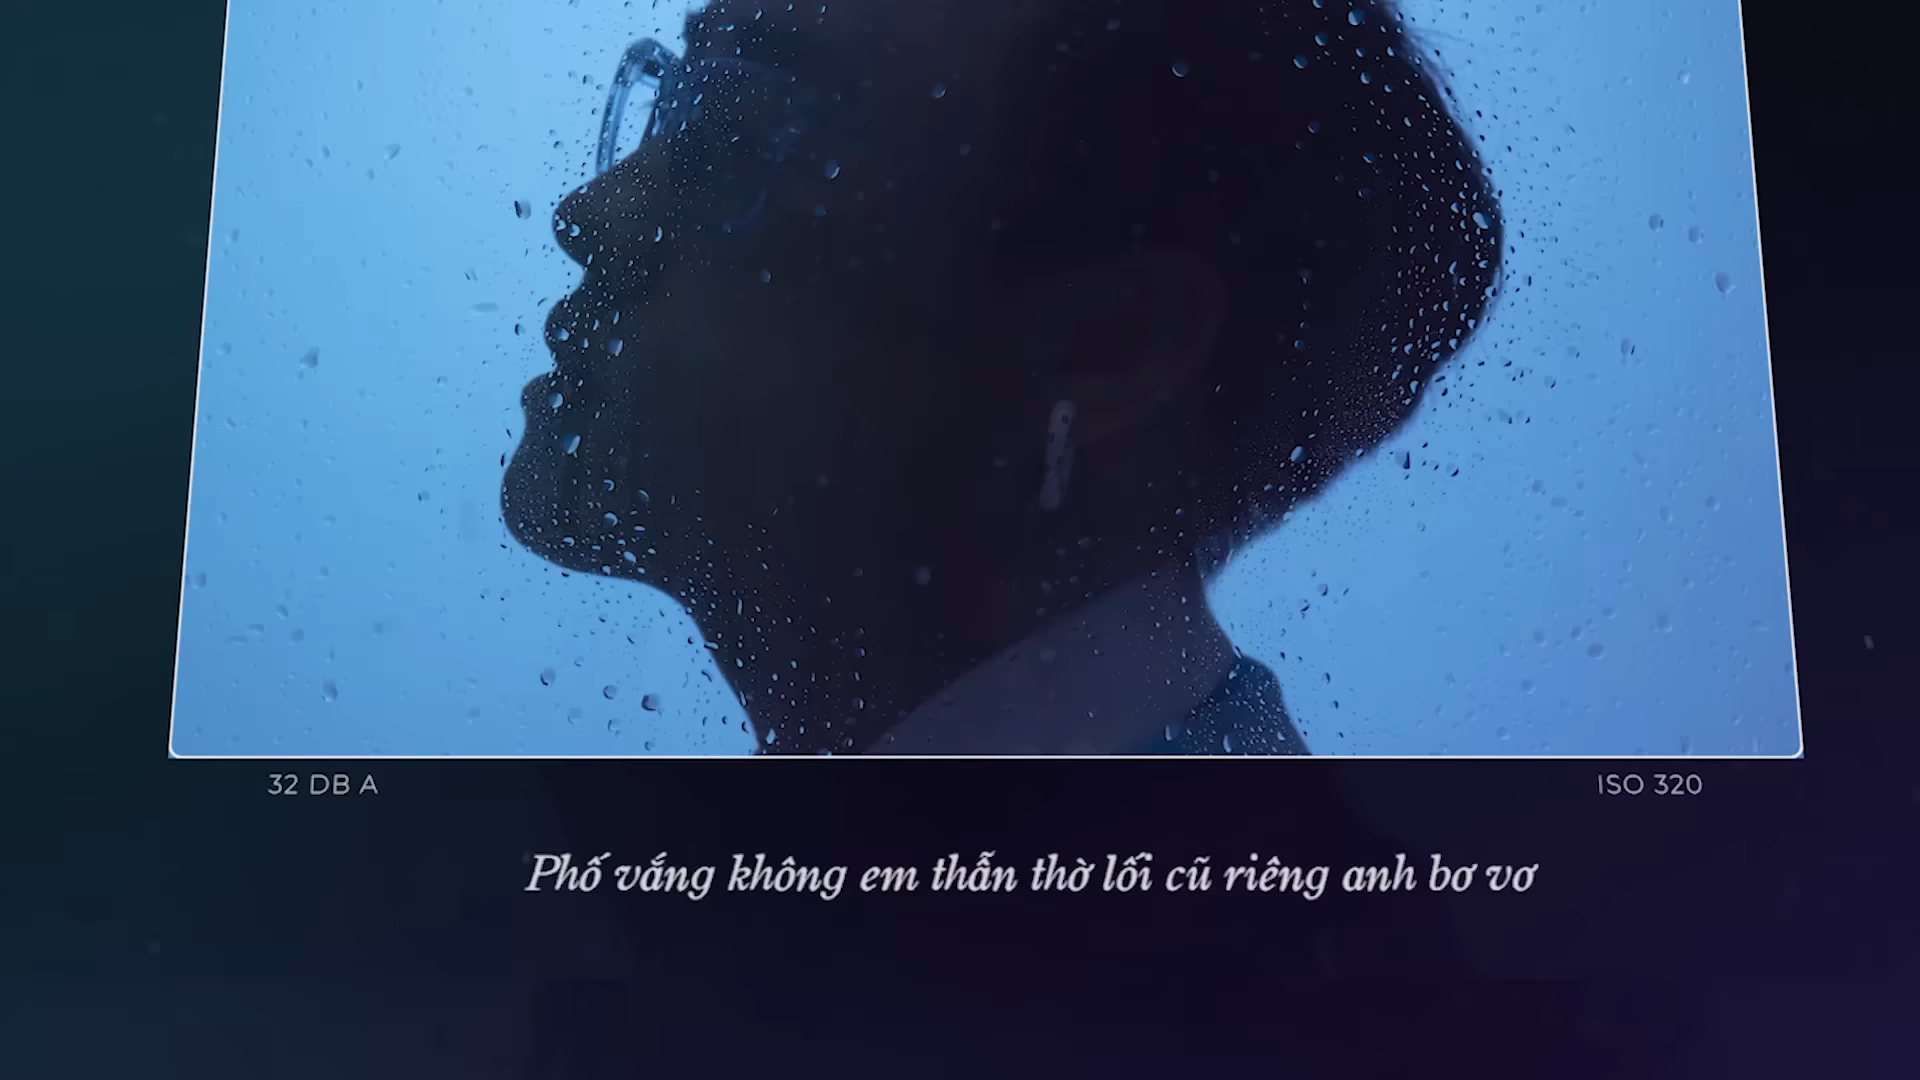 32 DB A
ISO 320
Phố vắng không em thẫn thờ lối cũ riêng anh bơ vơ